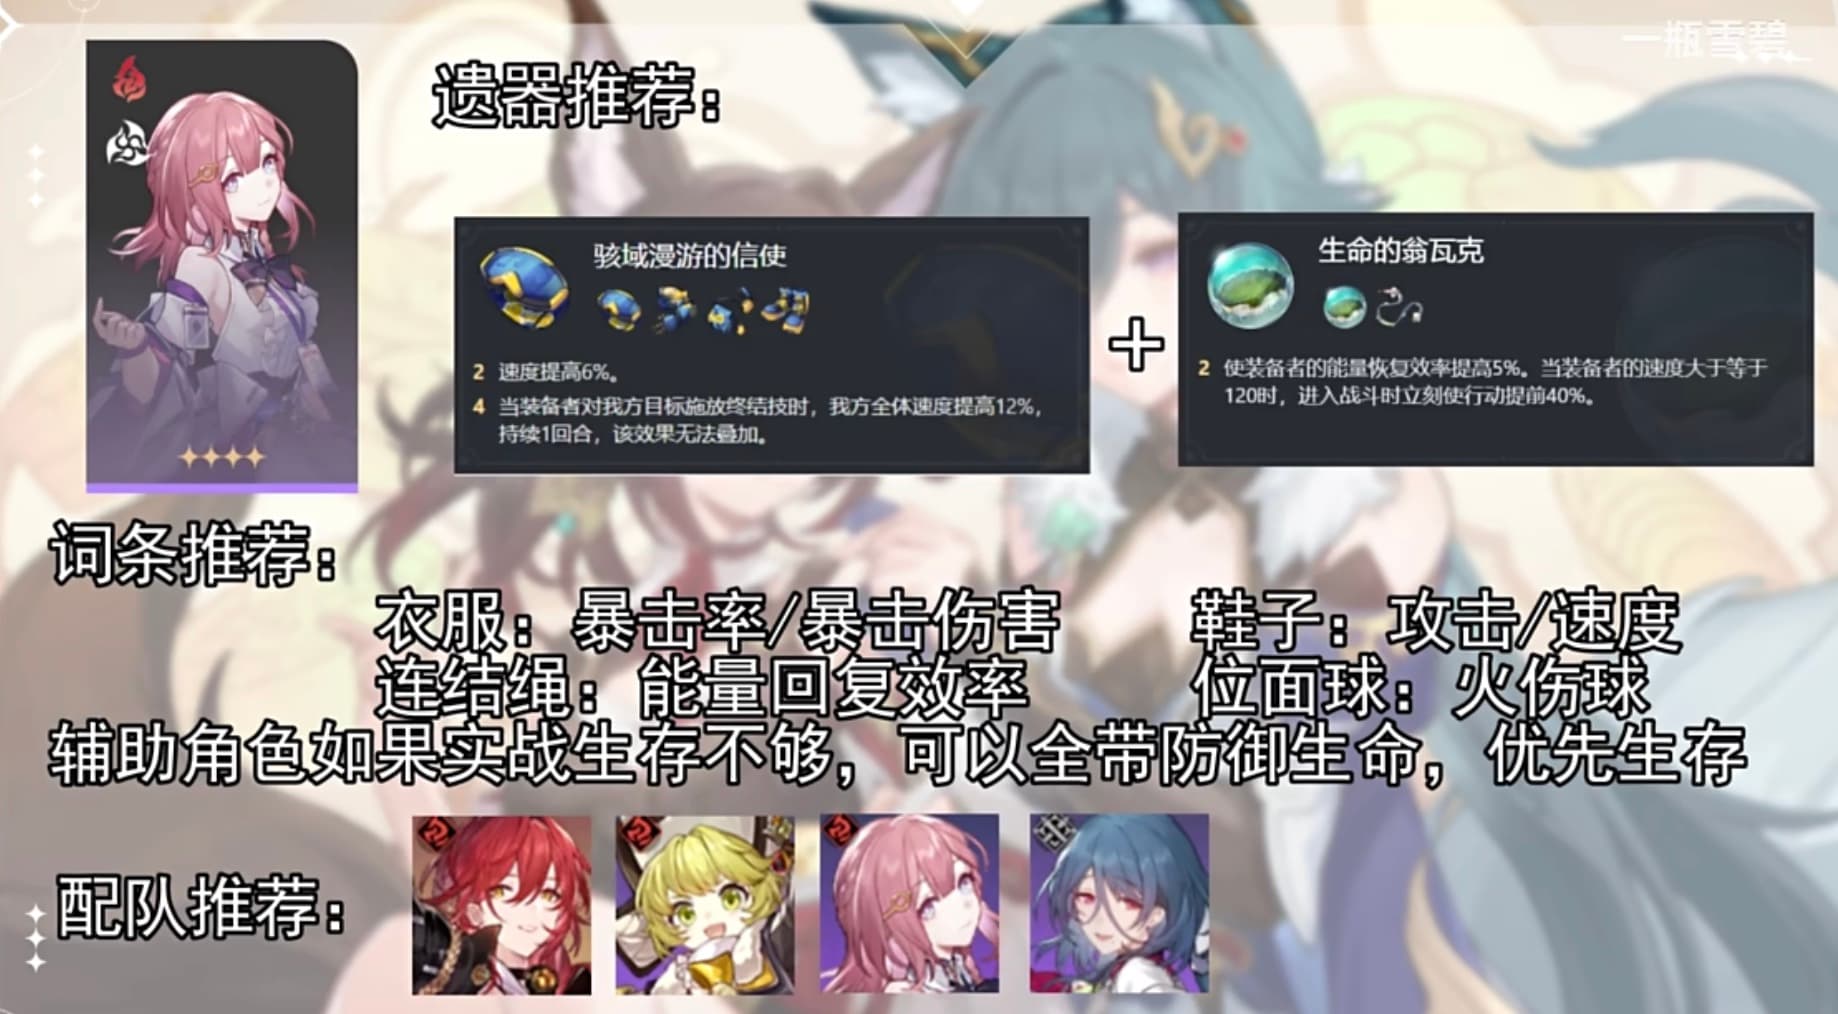 一瓶雪碧
遗器推荐：
骇域漫游的信使
2 速度提高6%。
4 当装备者对我方目标施放终结技时，我方全体速度提高12%，
持续1回合，该效果无法叠加。
+
生命的翁瓦克
2 使装备者的能量恢复效率提高5%。当装备者的速度大于等于
120时，进入战斗时立刻使行动提前40%。
词条推荐：
衣服：暴击率/暴击伤害 鞋子：攻击/速度
连结绳：能量回复效率 位面球：火伤球
辅助角色如果实战生存不够，可以全带防御生命，优先生存
配队推荐：